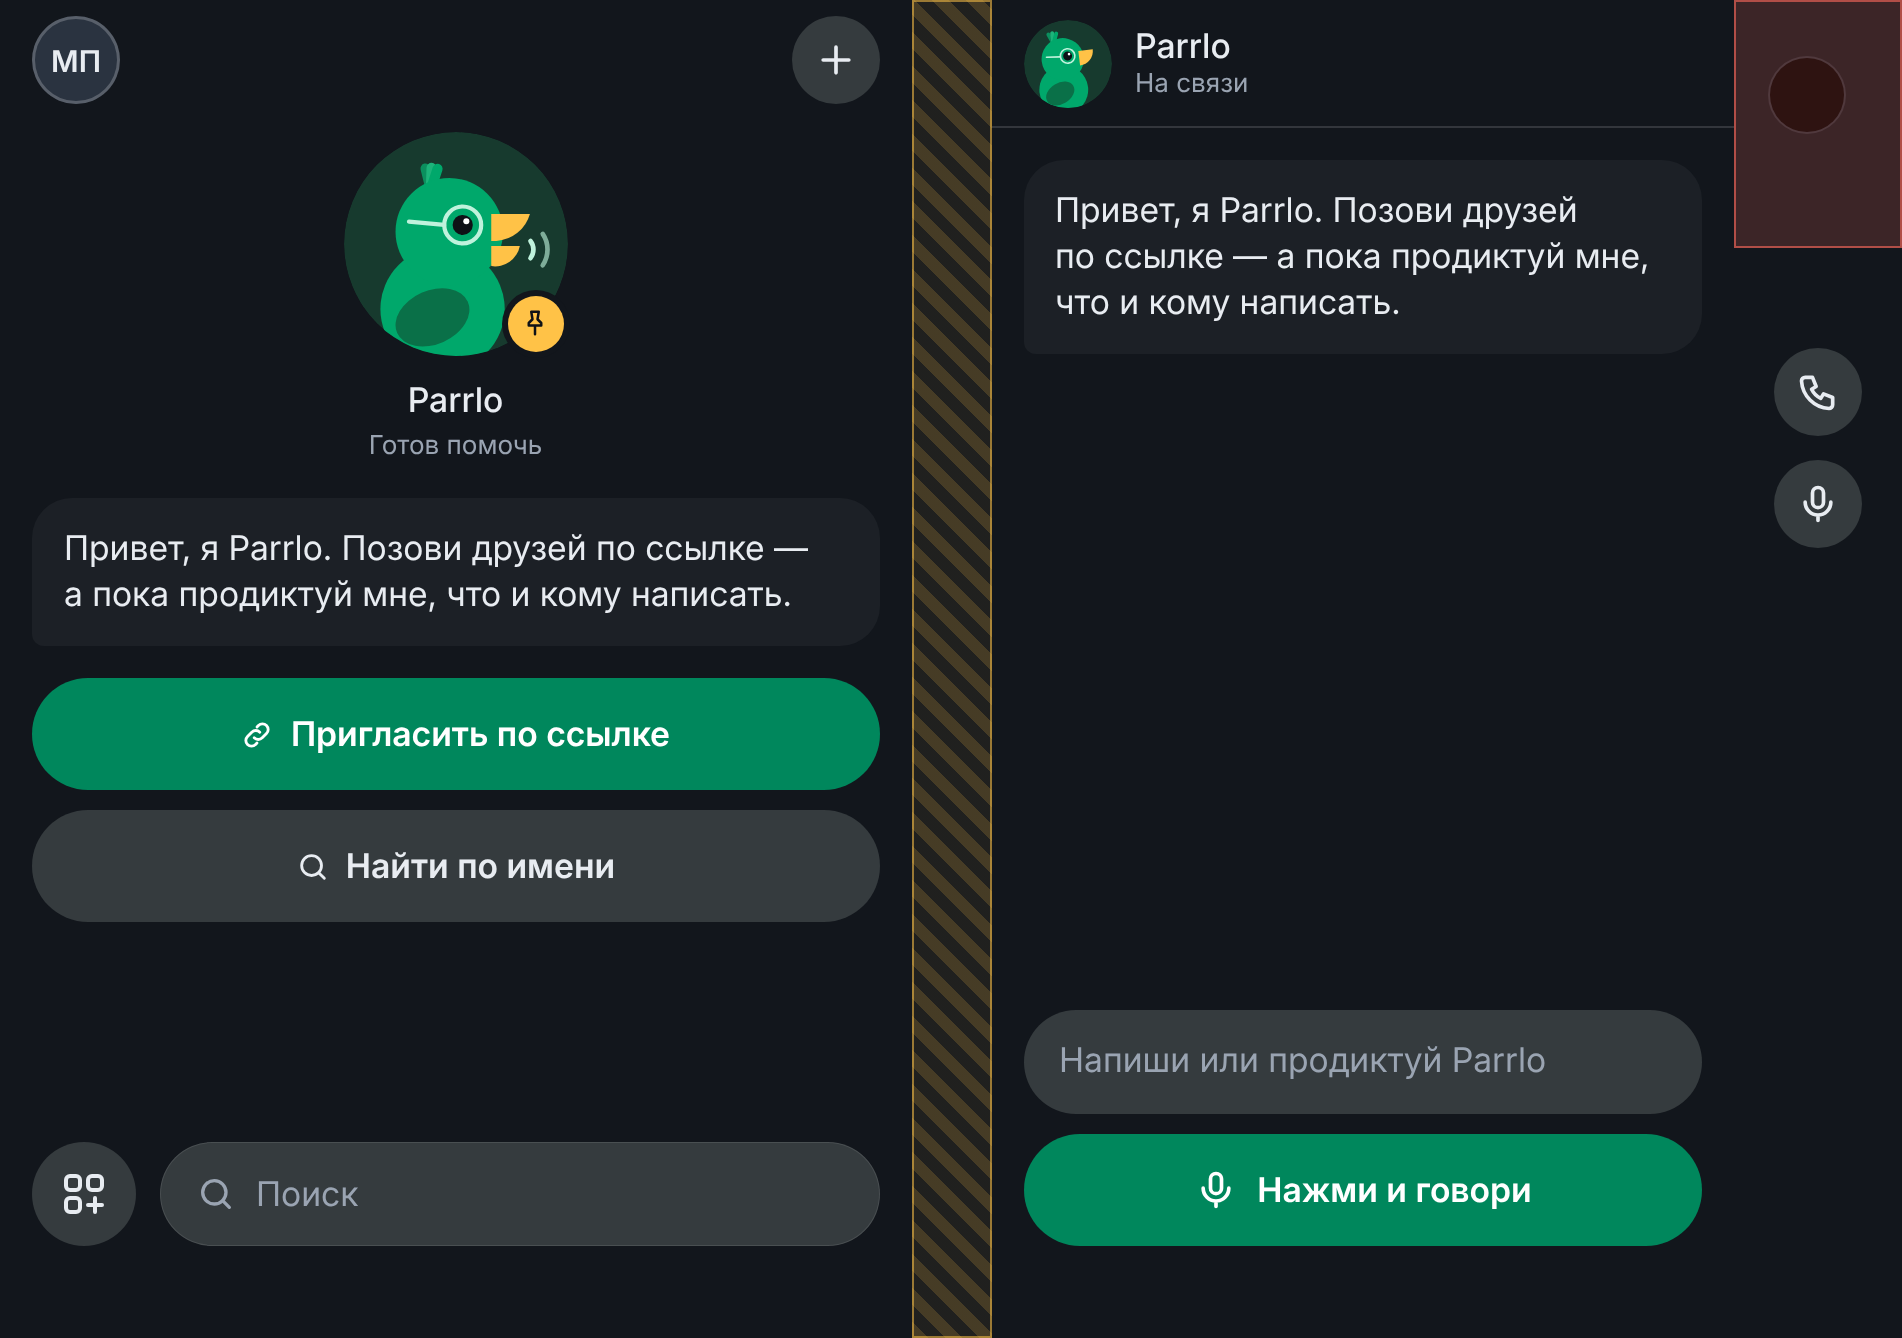 МП
Parrlo
Готов помочь
Привет, я Parrlo. Позови друзей по ссылке —
а пока продиктуй мне, что и кому написать.
Пригласить по ссылке
Найти по имени
Поиск
Parrlo
На связи
Привет, я Parrlo. Позови друзей
по ссылке — а пока продиктуй мне,
что и кому написать.
Напиши или продиктуй Parrlo
Нажми и говори